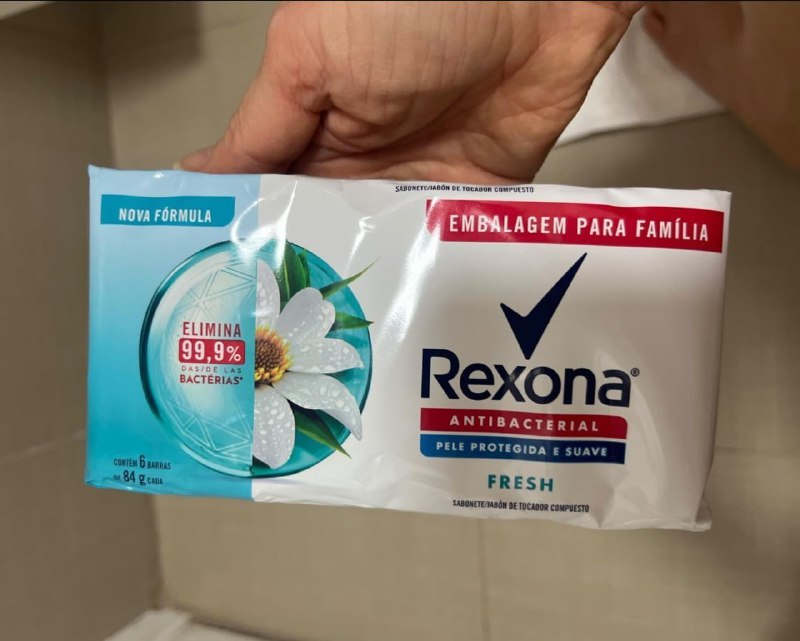 SABONETE/JABÓN DE TOCADOR COMPUESTO
NOVA FÓRMULA
EMBALAGEM PARA FAMÍLIA
ELIMINA
99,9%
DAS/DE LAS
BACTÉRIAS*
Rexona®
ANTIBACTERIAL
PELE PROTEGIDA E SUAVE
FRESH
CONTÉM 6 BARRAS
DE 84 g CADA
SABONETE/JABÓN DE TOCADOR COMPUESTO